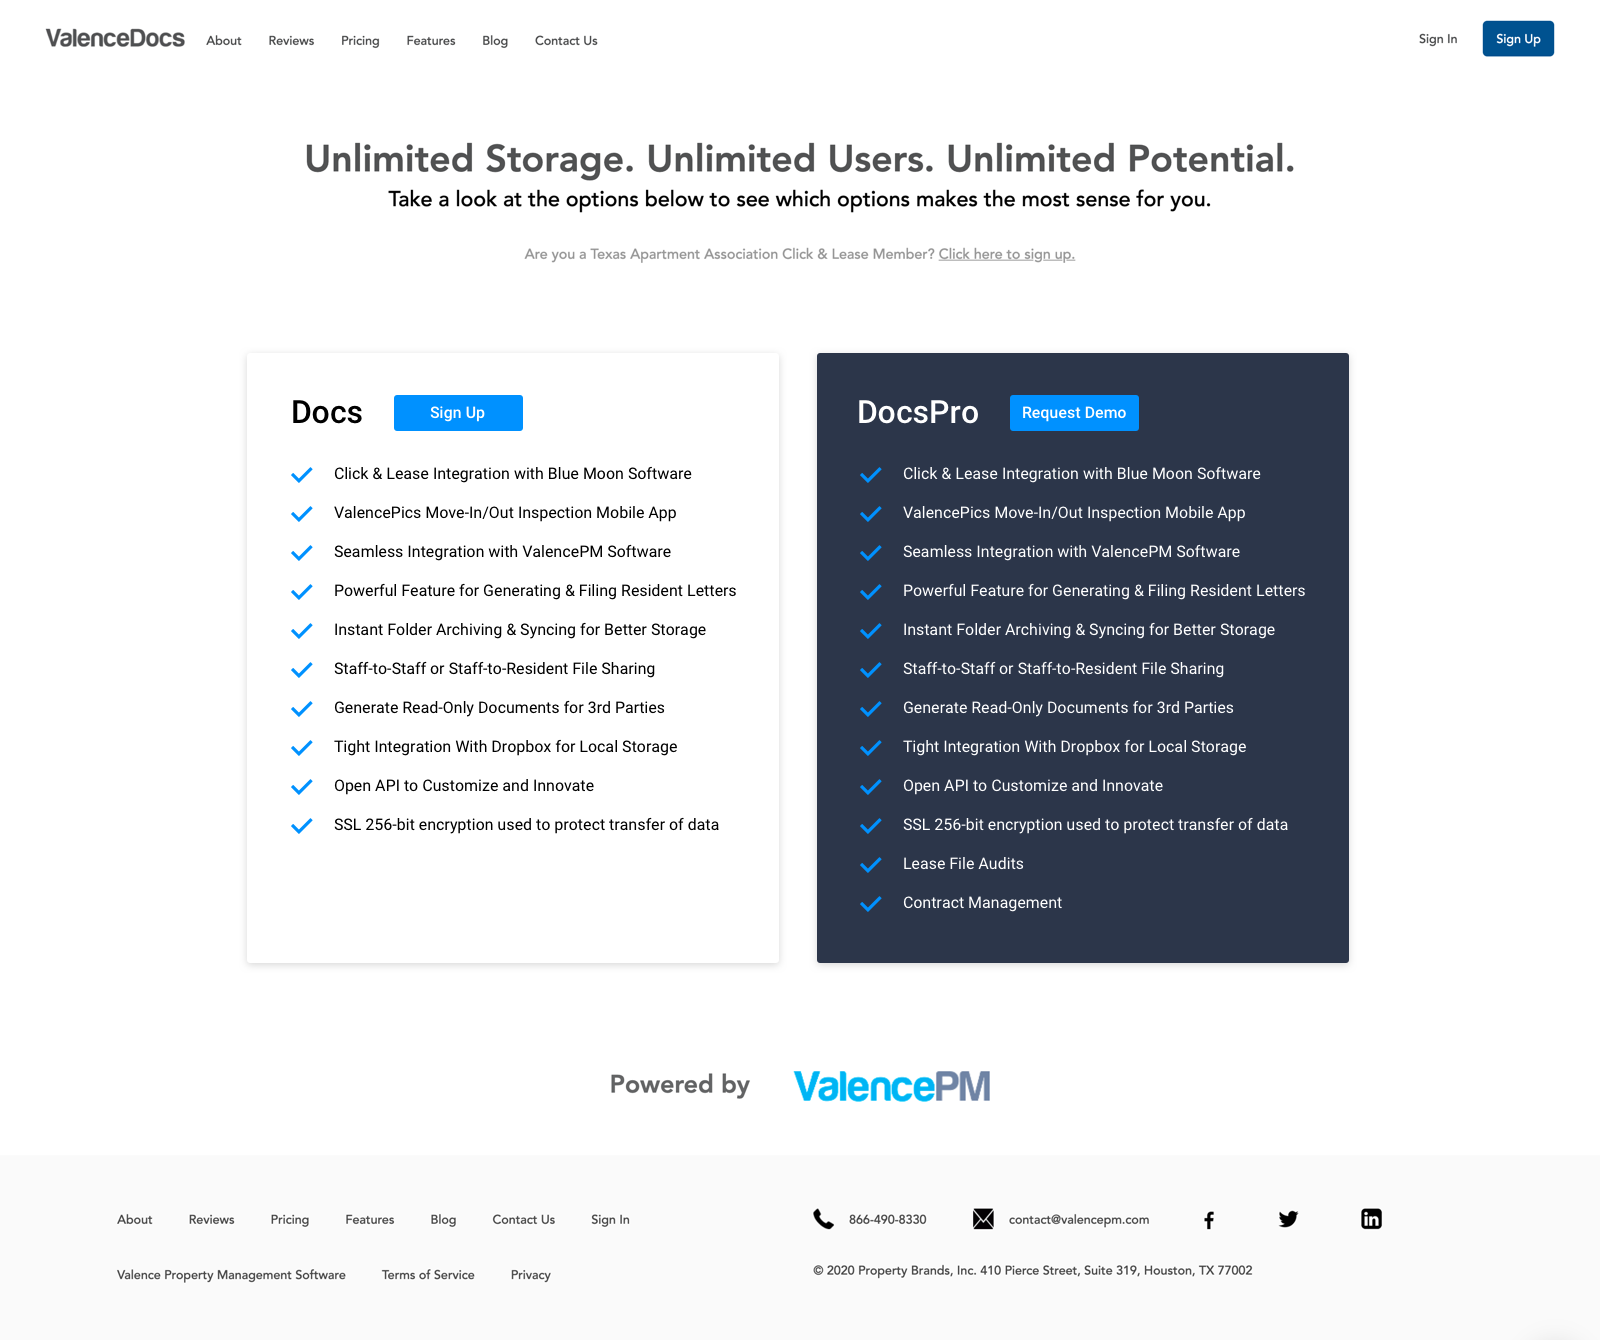 ValenceDocs About Reviews Pricing Features Blog Contact Us Sign In Sign Up
Unlimited Storage. Unlimited Users. Unlimited Potential.
Take a look at the options below to see which options makes the most sense for you.
Are you a Texas Apartment Association Click & Lease Member? Click here to sign up.
Docs Sign Up
Click & Lease Integration with Blue Moon Software
ValencePics Move-In/Out Inspection Mobile App
Seamless Integration with ValencePM Software
Powerful Feature for Generating & Filing Resident Letters
Instant Folder Archiving & Syncing for Better Storage
Staff-to-Staff or Staff-to-Resident File Sharing
Generate Read-Only Documents for 3rd Parties
Tight Integration With Dropbox for Local Storage
Open API to Customize and Innovate
SSL 256-bit encryption used to protect transfer of data
DocsPro Request Demo
Click & Lease Integration with Blue Moon Software
ValencePics Move-In/Out Inspection Mobile App
Seamless Integration with ValencePM Software
Powerful Feature for Generating & Filing Resident Letters
Instant Folder Archiving & Syncing for Better Storage
Staff-to-Staff or Staff-to-Resident File Sharing
Generate Read-Only Documents for 3rd Parties
Tight Integration With Dropbox for Local Storage
Open API to Customize and Innovate
SSL 256-bit encryption used to protect transfer of data
Lease File Audits
Contract Management
Powered by ValencePM
About Reviews Pricing Features Blog Contact Us Sign In
Valence Property Management Software Terms of Service Privacy
866-490-8330 contact@valencepm.com
© 2020 Property Brands, Inc. 410 Pierce Street, Suite 319, Houston, TX 77002